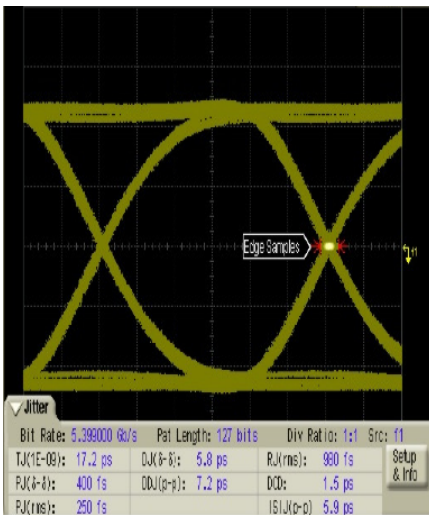 Edge Samples
f1
Jitter
Bit Rate: 5.399000 Gb/s Pat Length: 127 bits Div Ratio: 1:1 Src: f1
TJ(1E-09): 17.2 ps DJ(δ-δ): 5.8 ps RJ(rms): 980 fs Setup & Info
PJ(δ-δ): 400 fs DDJ(p-p): 7.2 ps DCD: 1.5 ps
PJ(rms): 250 fs ISI J(p-p) 5.9 ps